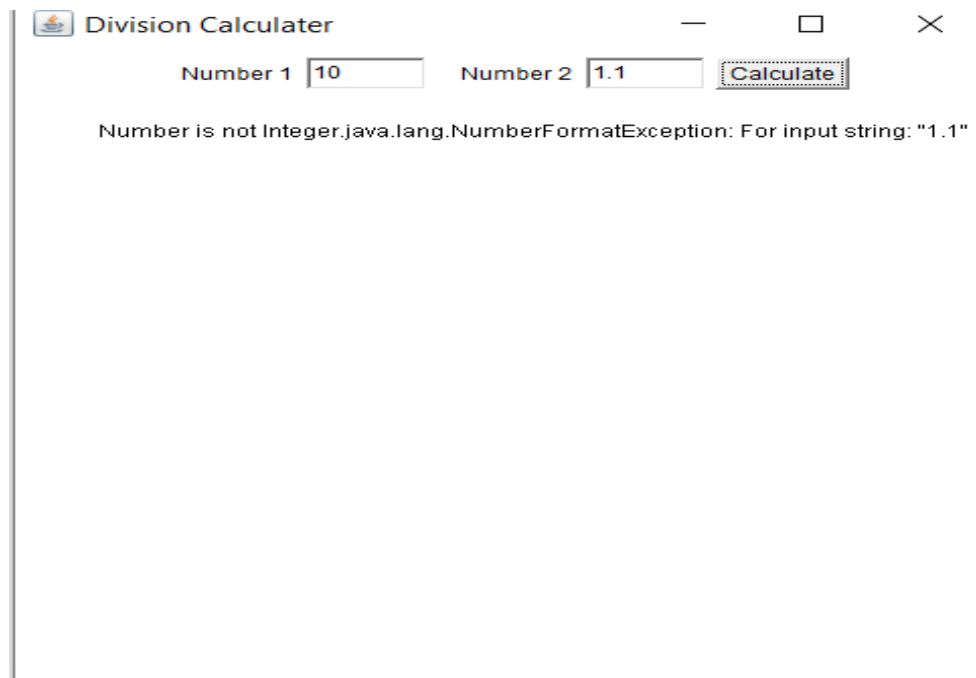 Division Calculater
Number 1 10 Number 2 1.1 Calculate
Number is not Integer.java.lang.NumberFormatException: For input string: "1.1"